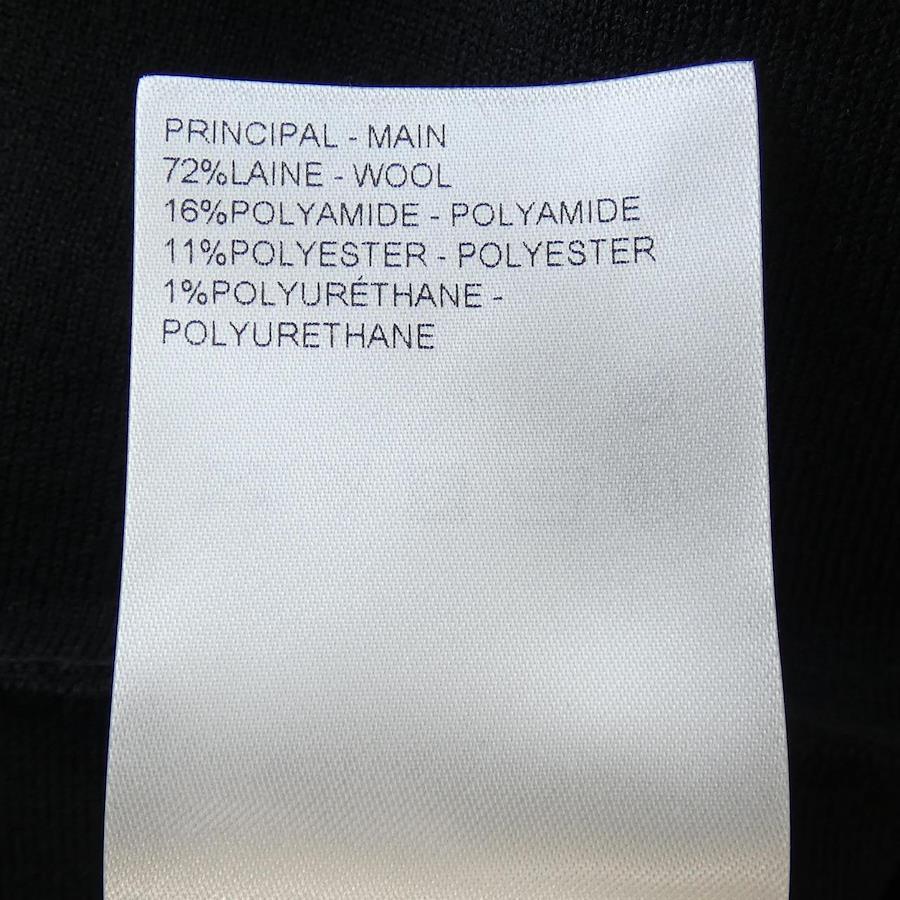 PRINCIPAL - MAIN
72%LAINE - WOOL
16%POLYAMIDE - POLYAMIDE
11%POLYESTER - POLYESTER
1%POLYURÉTHANE -
POLYURETHANE